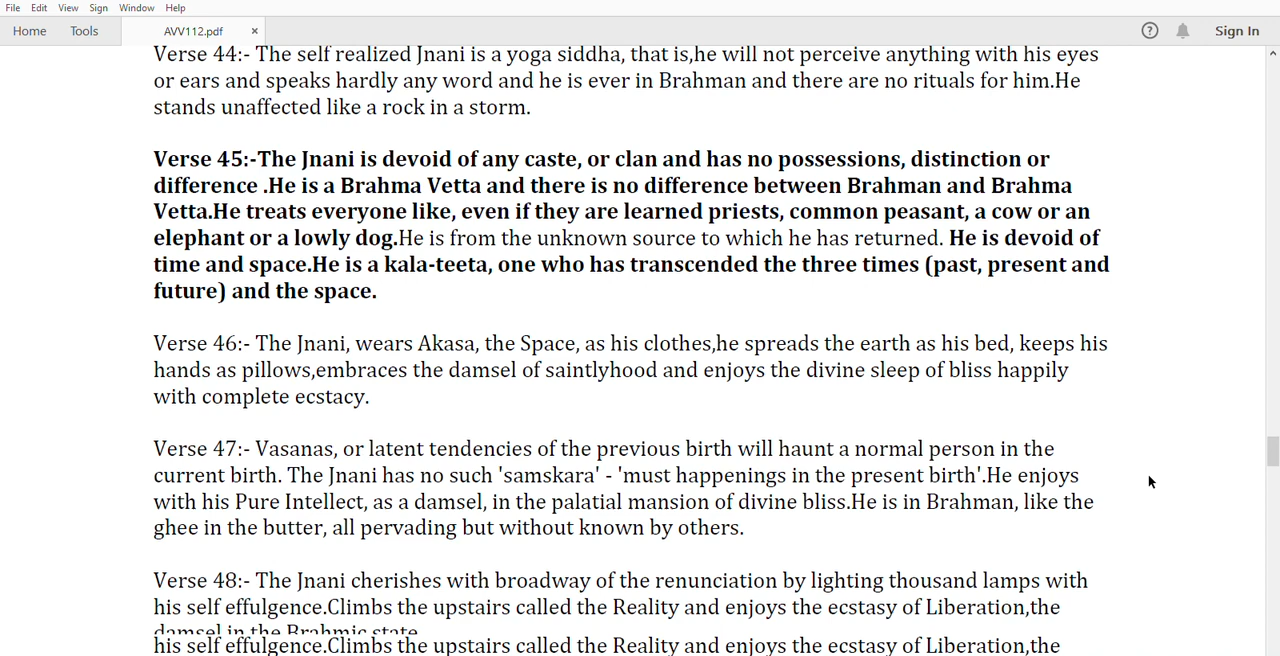 File Edit View Sign Window Help
Home Tools AVV112.pdf × ? Sign In
Verse 44:- The self realized Jnani is a yoga siddha, that is,he will not perceive anything with his eyes
or ears and speaks hardly any word and he is ever in Brahman and there are no rituals for him.He
stands unaffected like a rock in a storm.
Verse 45:-The Jnani is devoid of any caste, or clan and has no possessions, distinction or
difference .He is a Brahma Vetta and there is no difference between Brahman and Brahma
Vetta.He treats everyone like, even if they are learned priests, common peasant, a cow or an
elephant or a lowly dog.He is from the unknown source to which he has returned. He is devoid of
time and space.He is a kala-teeta, one who has transcended the three times (past, present and
future) and the space.
Verse 46:- The Jnani, wears Akasa, the Space, as his clothes,he spreads the earth as his bed, keeps his
hands as pillows,embraces the damsel of saintlyhood and enjoys the divine sleep of bliss happily
with complete ecstacy.
Verse 47:- Vasanas, or latent tendencies of the previous birth will haunt a normal person in the
current birth. The Jnani has no such 'samskara' - 'must happenings in the present birth'.He enjoys
with his Pure Intellect, as a damsel, in the palatial mansion of divine bliss.He is in Brahman, like the
ghee in the butter, all pervading but without known by others.
Verse 48:- The Jnani cherishes with broadway of the renunciation by lighting thousand lamps with
his self effulgence.Climbs the upstairs called the Reality and enjoys the ecstasy of Liberation,the
damsel in the Brahmic state
his self effulgence.Climbs the upstairs called the Reality and enjoys the ecstasy of Liberation,the